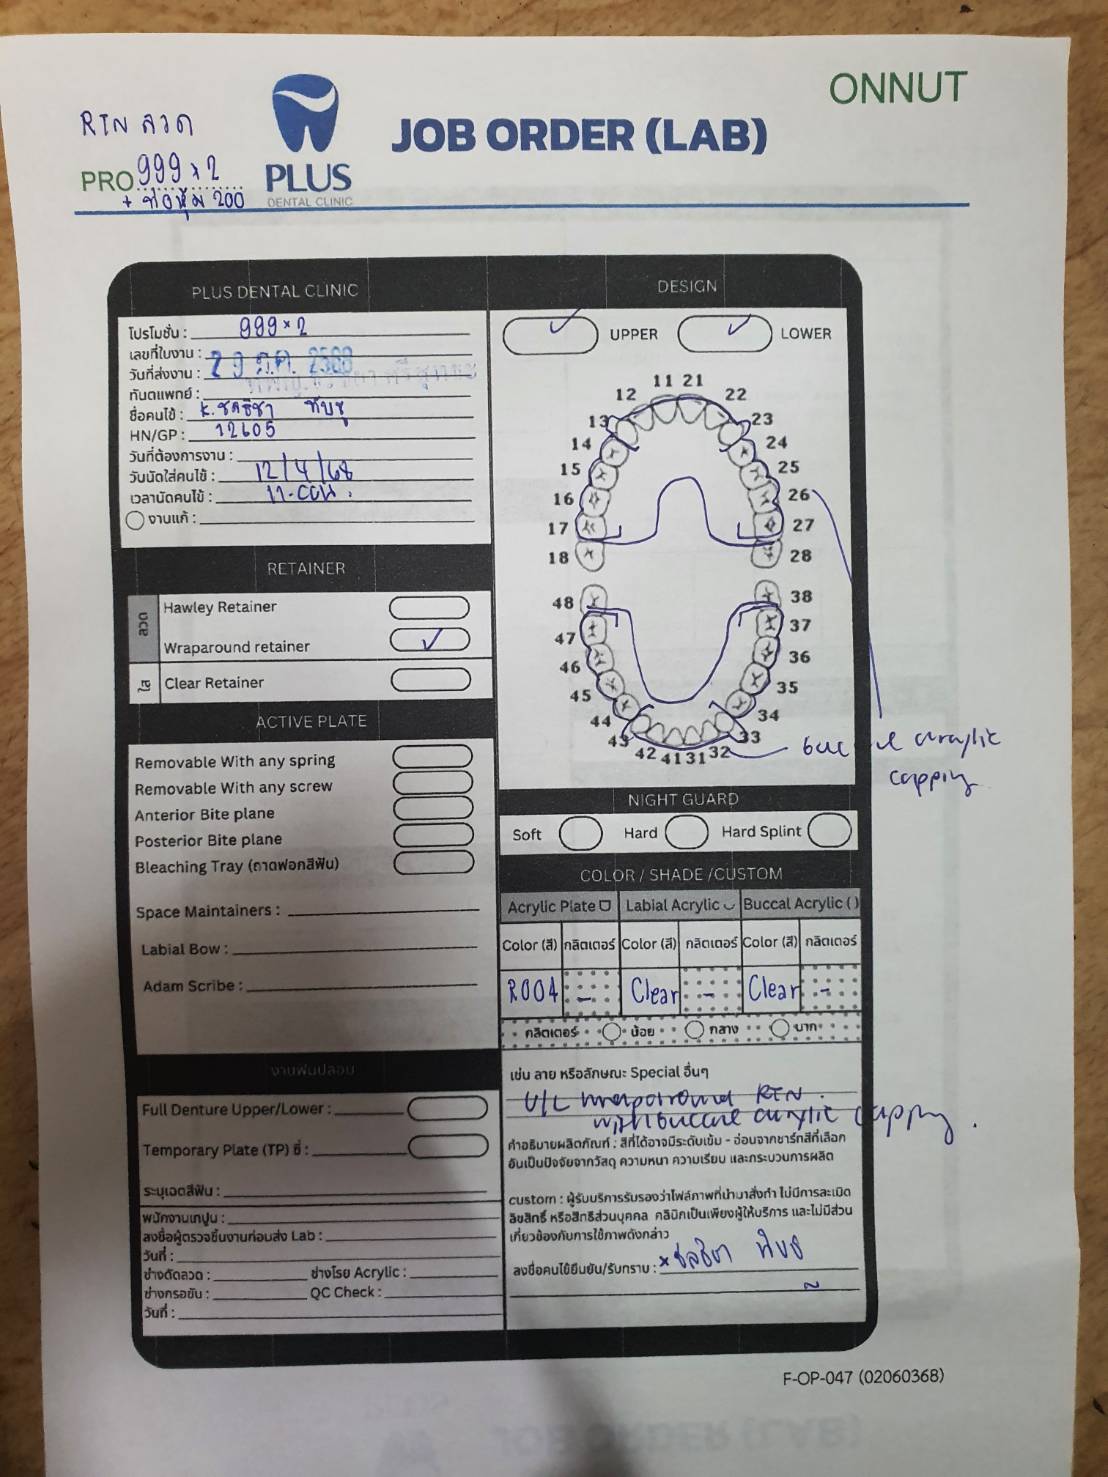 ONNUT
RTN ลวด
PLUS
DENTAL CLINIC
JOB ORDER (LAB)
PRO 999 x 2
+ ท่อหุ้ม 200
PLUS DENTAL CLINIC
โปรโมชั่น : 999 x 2
เลขที่ใบงาน :
วันที่ส่งงาน : 29 ก.ค. 2568
ทันตแพทย์ :
ชื่อคนไข้ : K.
HN/GP : 12605
วันที่ต้องการงาน :
วันนัดใส่คนไข้ : 12/4/68
เวลานัดคนไข้ :
งานแก้ :
DESIGN
UPPER
LOWER
11 21
12 22
13 23
14 24
15 25
16 26
17 27
18 28
48 38
47 37
46 36
45 35
44 34
43 33
42 41 31 32
acrylic
capping
RETAINER
ลวด
Hawley Retainer
Wraparound retainer
ใส
Clear Retainer
ACTIVE PLATE
Removable With any spring
Removable With any screw
Anterior Bite plane
Posterior Bite plane
Bleaching Tray (ถาดฟอกสีฟัน)
Space Maintainers :
Labial Bow :
Adam Scribe :
NIGHT GUARD
Soft Hard Hard Splint
COLOR / SHADE /CUSTOM
Acrylic Plate Labial Acrylic Buccal Acrylic ( )
Color (สี) กลิตเตอร์ Color (สี) กลิตเตอร์ Color (สี) กลิตเตอร์
R004 - Clear - Clear -
กลิตเตอร์ น้อย กลาง มาก
เช่น ลาย หรือลักษณะ Special อื่นๆ
U/L wraparound RTN.
with buccal acrylic capping.
คำอธิบายผลิตภัณฑ์ : สีที่ได้อาจมีระดับเข้ม - อ่อนจากชาร์ทสีที่เลือก
อันเป็นปัจจัยจากวัสดุ ความหนา ความเรียบ และกระบวนการผลิต
custom : ผู้รับบริการรับรองว่าไฟล์ภาพที่นำมาสั่งทำ ไม่มีการละเมิด
ลิขสิทธิ์ หรือสิทธิส่วนบุคคล คลินิกเป็นเพียงผู้ให้บริการ และไม่มีส่วน
เกี่ยวข้องกับการใช้ภาพดังกล่าว
ลงชื่อคนไข้ยืนยัน/รับทราบ : x
งานฟันปลอม
Full Denture Upper/Lower :
Temporary Plate (TP) ซี่ :
ระบุเฉดสีฟัน :
พนักงานเทปูน :
ลงชื่อผู้ตรวจชิ้นงานก่อนส่ง Lab :
วันที่ :
ช่างดัดลวด : ช่างโรย Acrylic :
ช่างกรอขัด : QC Check :
วันที่ :
F-OP-047 (02060368)